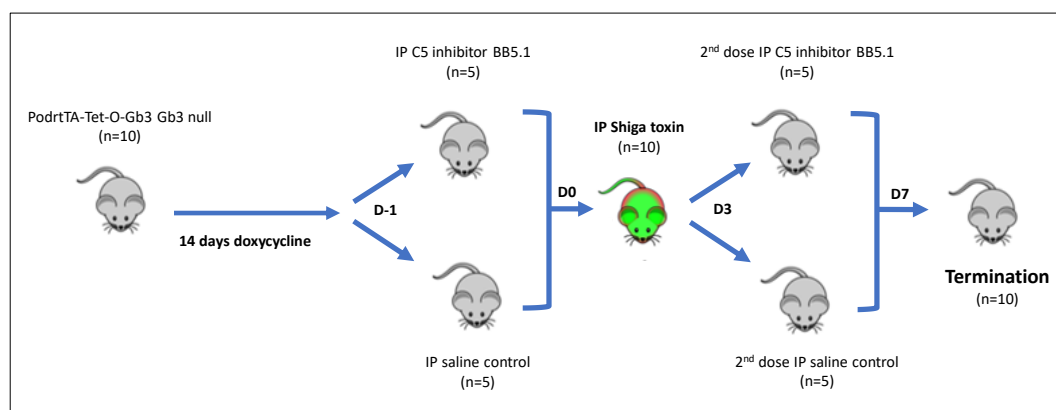 PodrtTA-Tet-O-Gb3 Gb3 null
(n=10)
14 days doxycycline
D-1
IP C5 inhibitor BB5.1
(n=5)
IP saline control
(n=5)
D0
IP Shiga toxin
(n=10)
D3
2nd dose IP C5 inhibitor BB5.1
(n=5)
2nd dose IP saline control
(n=5)
D7
Termination
(n=10)